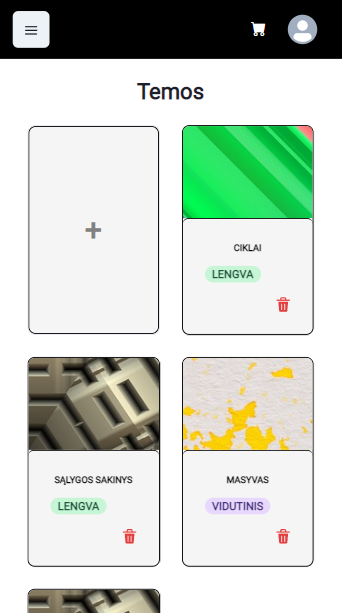 Temos
+
CIKLAI
LENGVA
SĄLYGOS SAKINYS
LENGVA
MASYVAS
VIDUTINIS